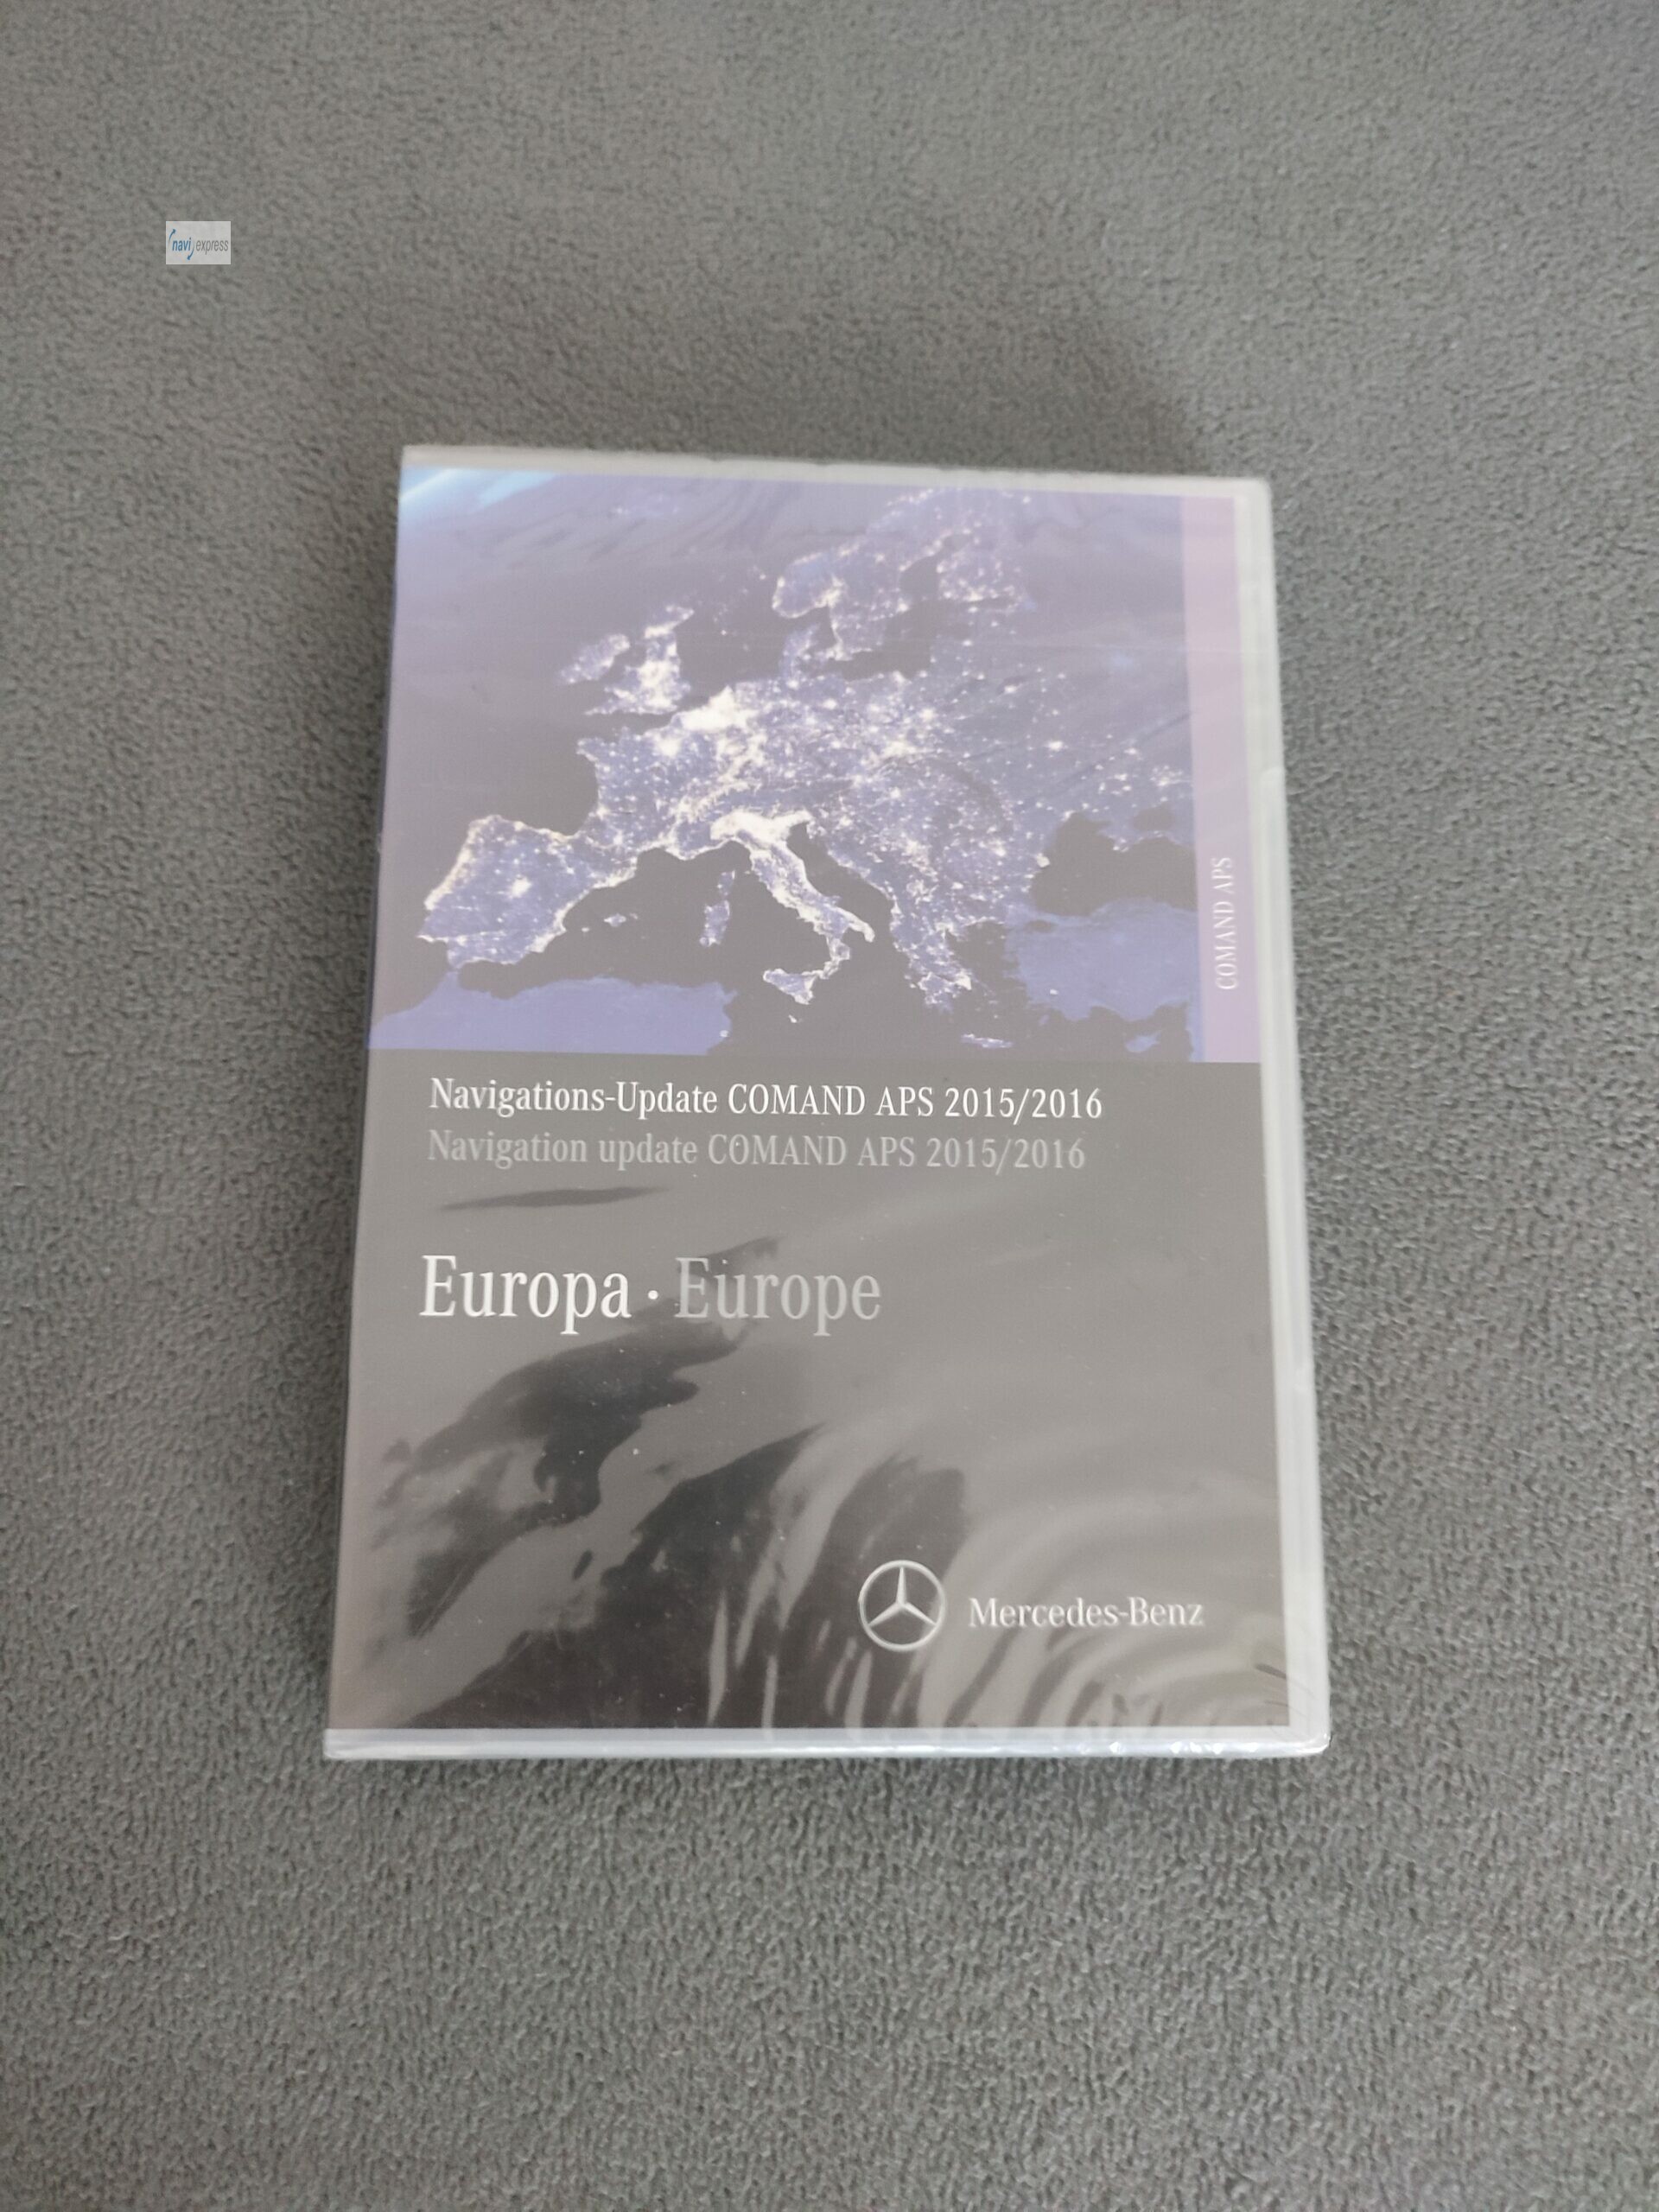 navi express
COMAND APS
Navigations-Update COMAND APS 2015/2016
Navigation update COMAND APS 2015/2016
Europa · Europe
Mercedes-Benz